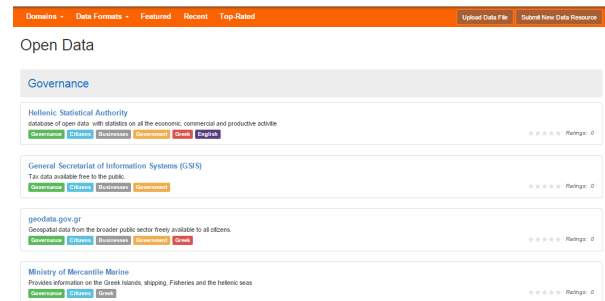 Domains Data Formats Featured Recent Top-Rated Upload Data File Submit New Data Resource
Open Data
Governance
Hellenic Statistical Authority
database of open data with statistics on all the economic, commercial and productive activitie
Governance Citizens Businesses Government Greek English
Ratings: 0
General Secretariat of Information Systems (GSIS)
Tax data available free to the public.
Governance Citizens Businesses Government
Ratings: 0
geodata.gov.gr
Geospatial data from the broader public sector freely available to all citizens.
Governance Citizens Businesses Government Greek
Ratings: 0
Ministry of Mercantile Marine
Provides information on the Greek Islands, shipping, Fisheries and the hellenic seas
Governance Citizens Greek
Ratings: 0